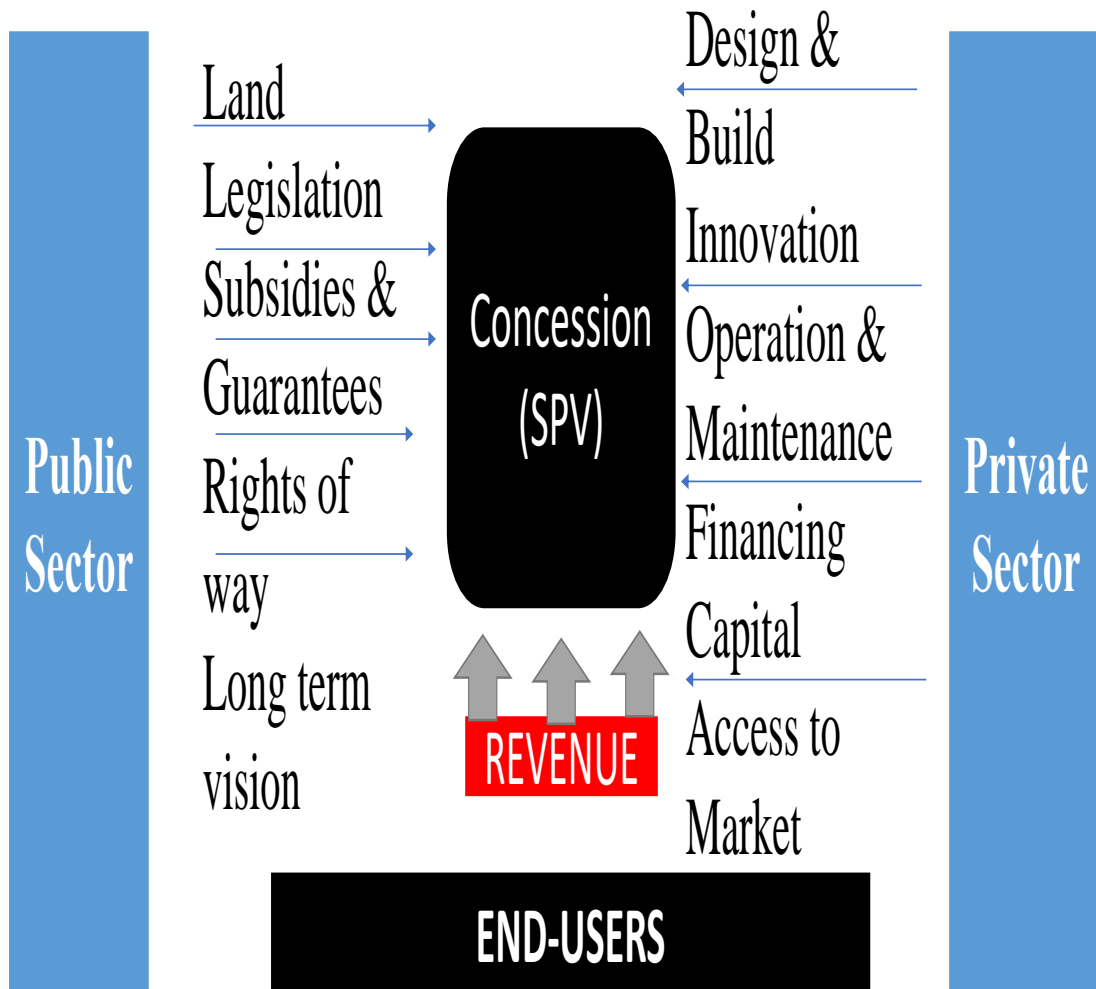 Public
Sector
Land
Legislation
Subsidies &
Guarantees
Rights of
way
Long term
vision
Concession
(SPV)
REVENUE
Design &
Build
Innovation
Operation &
Maintenance
Financing
Capital
Access to
Market
Private
Sector
END-USERS